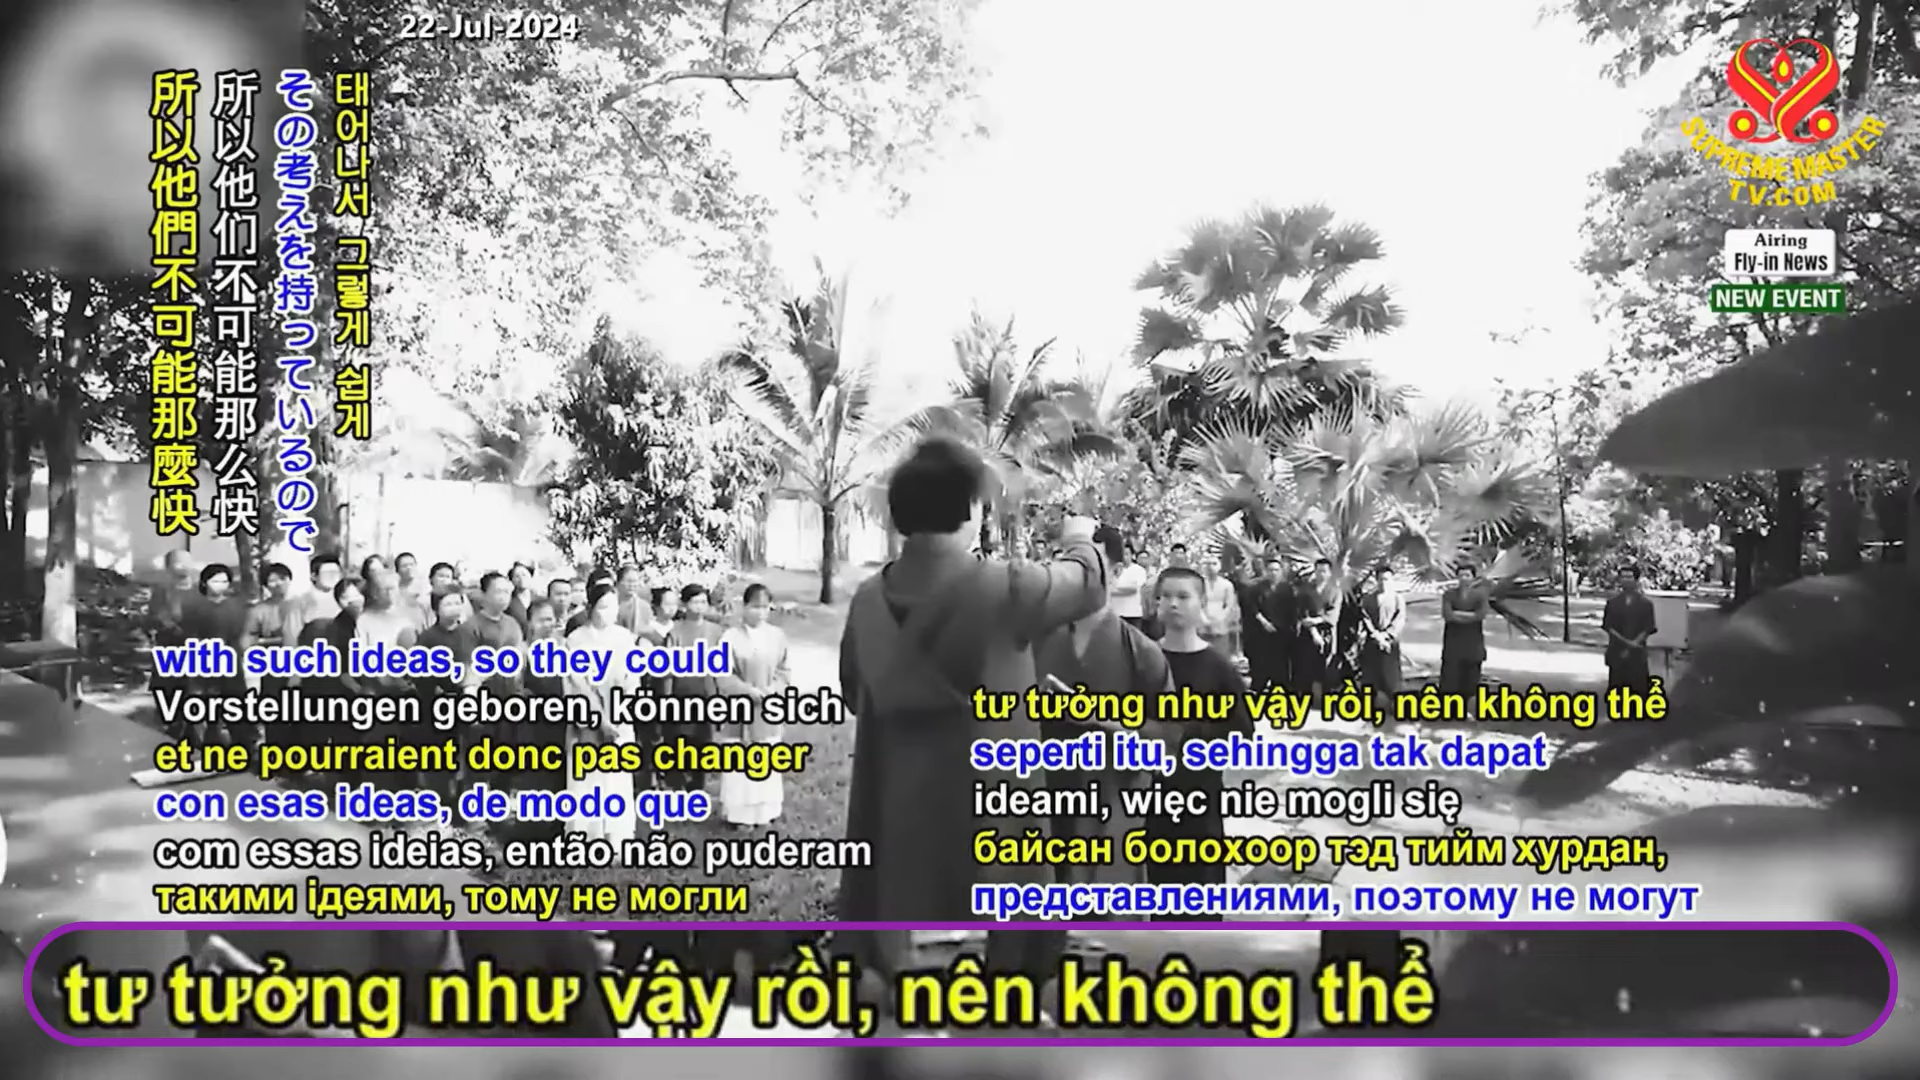 22-Jul-2024
所以他們不可能那麼快
所以他们不可能那么快
その考えを持っているので
태어나서 그렇게 쉽게
SUPREME MASTER
TV.COM
Airing
Fly-in News
NEW EVENT
with such ideas, so they could
Vorstellungen geboren, können sich
et ne pourraient donc pas changer
con esas ideas, de modo que
com essas ideias, então não puderam
такими ідеями, тому не могли
tư tưởng như vậy rồi, nên không thể
seperti itu, sehingga tak dapat
ideami, więc nie mogli się
байсан болохоор тэд тийм хурдан,
представлениями, поэтому не могут
tư tưởng như vậy rồi, nên không thể